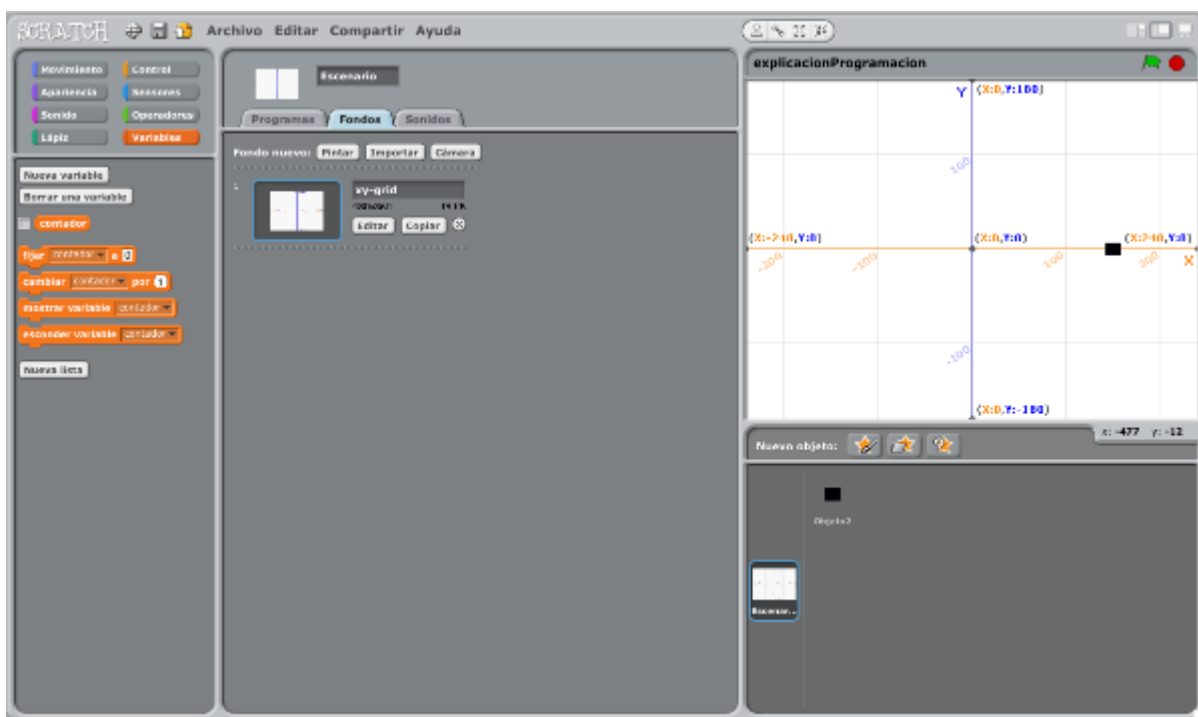 SCRATCH Archivo Editar Compartir Ayuda
Movimiento Control
Apariencia Sensores
Sonido Operadores
Lápiz Variables
Nueva variable
Borrar una variable
contador
fijar contador a 0
cambiar contador por 1
mostrar variable contador
esconder variable contador
Nueva lista
Escenario
Programas Fondos Sonidos
Fondo nuevo: Pintar Importar Cámara
1
xy-grid
Editar Copiar
explicacionProgramacion
Y (X:0,Y:180)
100
(X:-240,Y:0) (X:0,Y:0) (X:240,Y:0)
-200 -100 100 200 X
-100
(X:0,Y:-180)
x: -477 y: -12
Nuevo objeto:
Objeto2
Escenar...